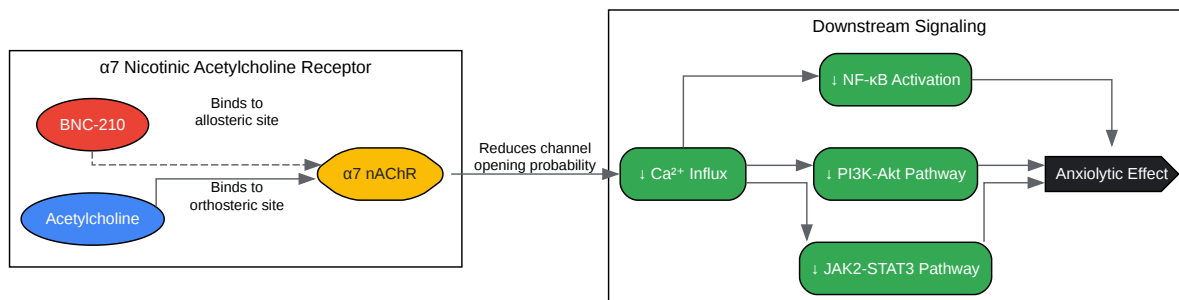 Downstream Signaling
α7 Nicotinic Acetylcholine Receptor
↓ NF-κB Activation
BNC-210
Binds to
allosteric site
Reduces channel
opening probability
α7 nAChR
↓ Ca²⁺ Influx
↓ PI3K-Akt Pathway
Anxiolytic Effect
Binds to
orthosteric site
Acetylcholine
↓ JAK2-STAT3 Pathway